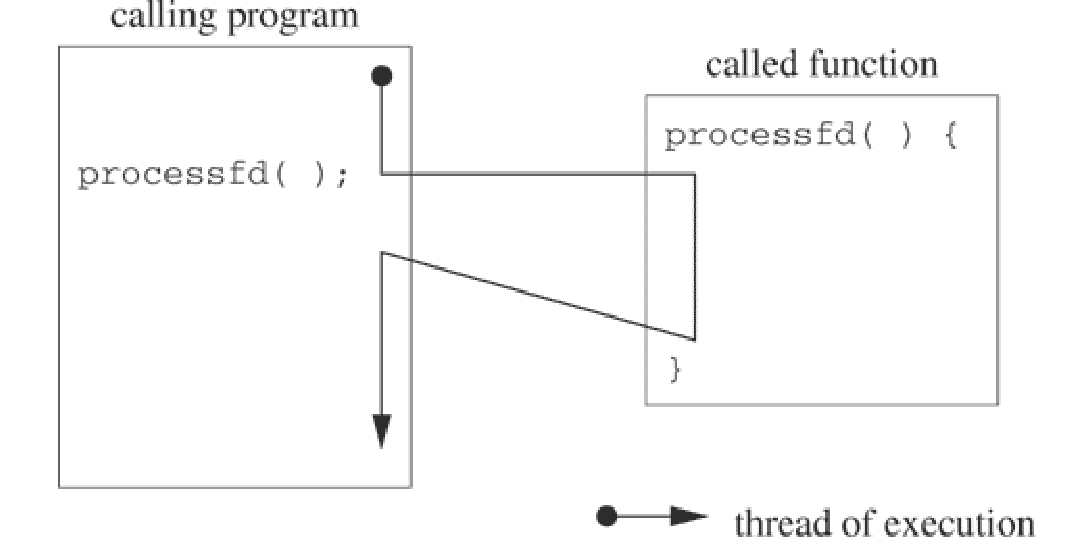 calling program
called function
processfd( ) {
processfd( );
}
thread of execution